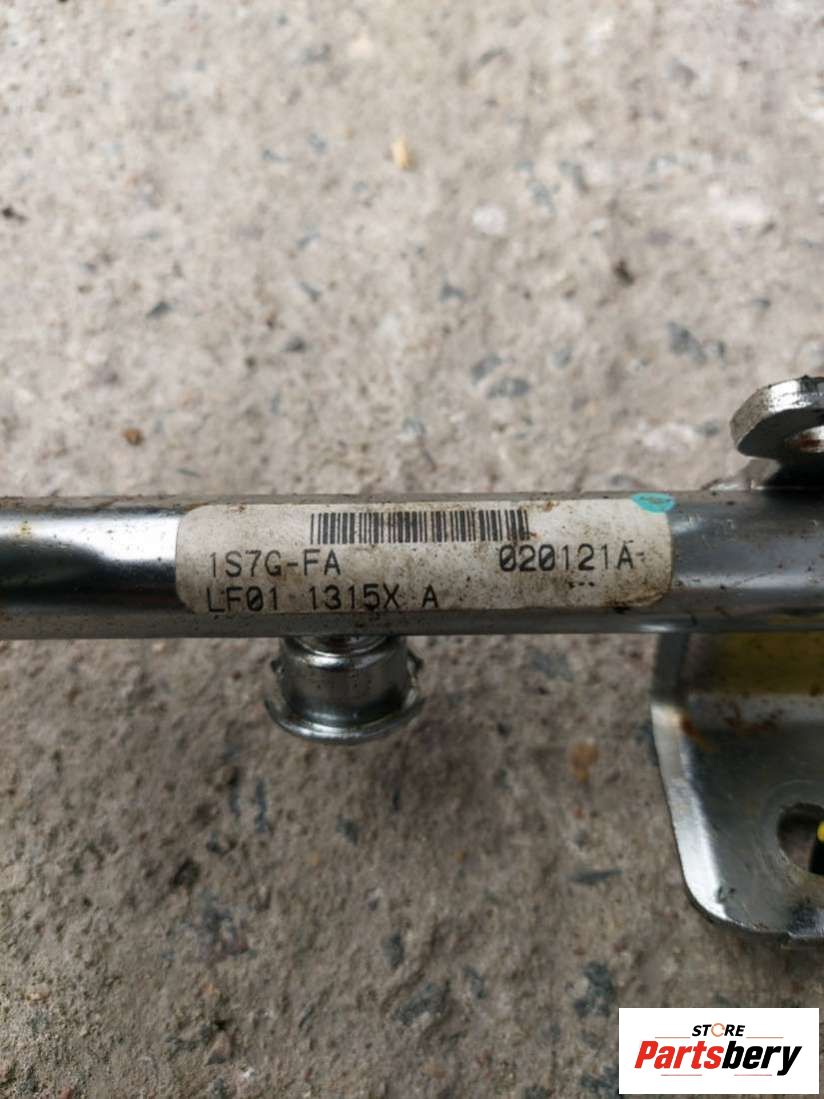 1S7G-FA 020121A
LF01 1315X A
STORE
Partsbery